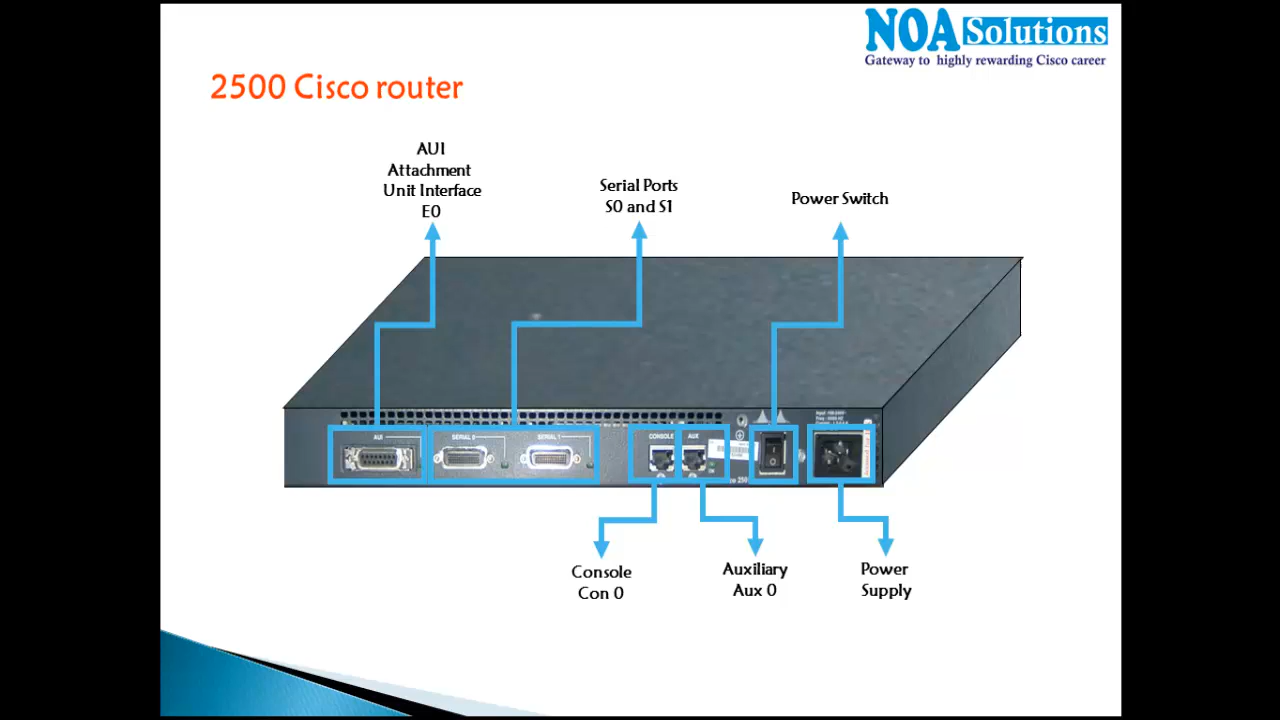 NOA Solutions
Gateway to highly rewarding Cisco career
2500 Cisco router
AUI
Attachment
Unit Interface
E0
Serial Ports
S0 and S1
Power Switch
AUI
SERIAL 0
SERIAL 1
CONSOLE
AUX
Console
Con 0
Auxiliary
Aux 0
Power
Supply